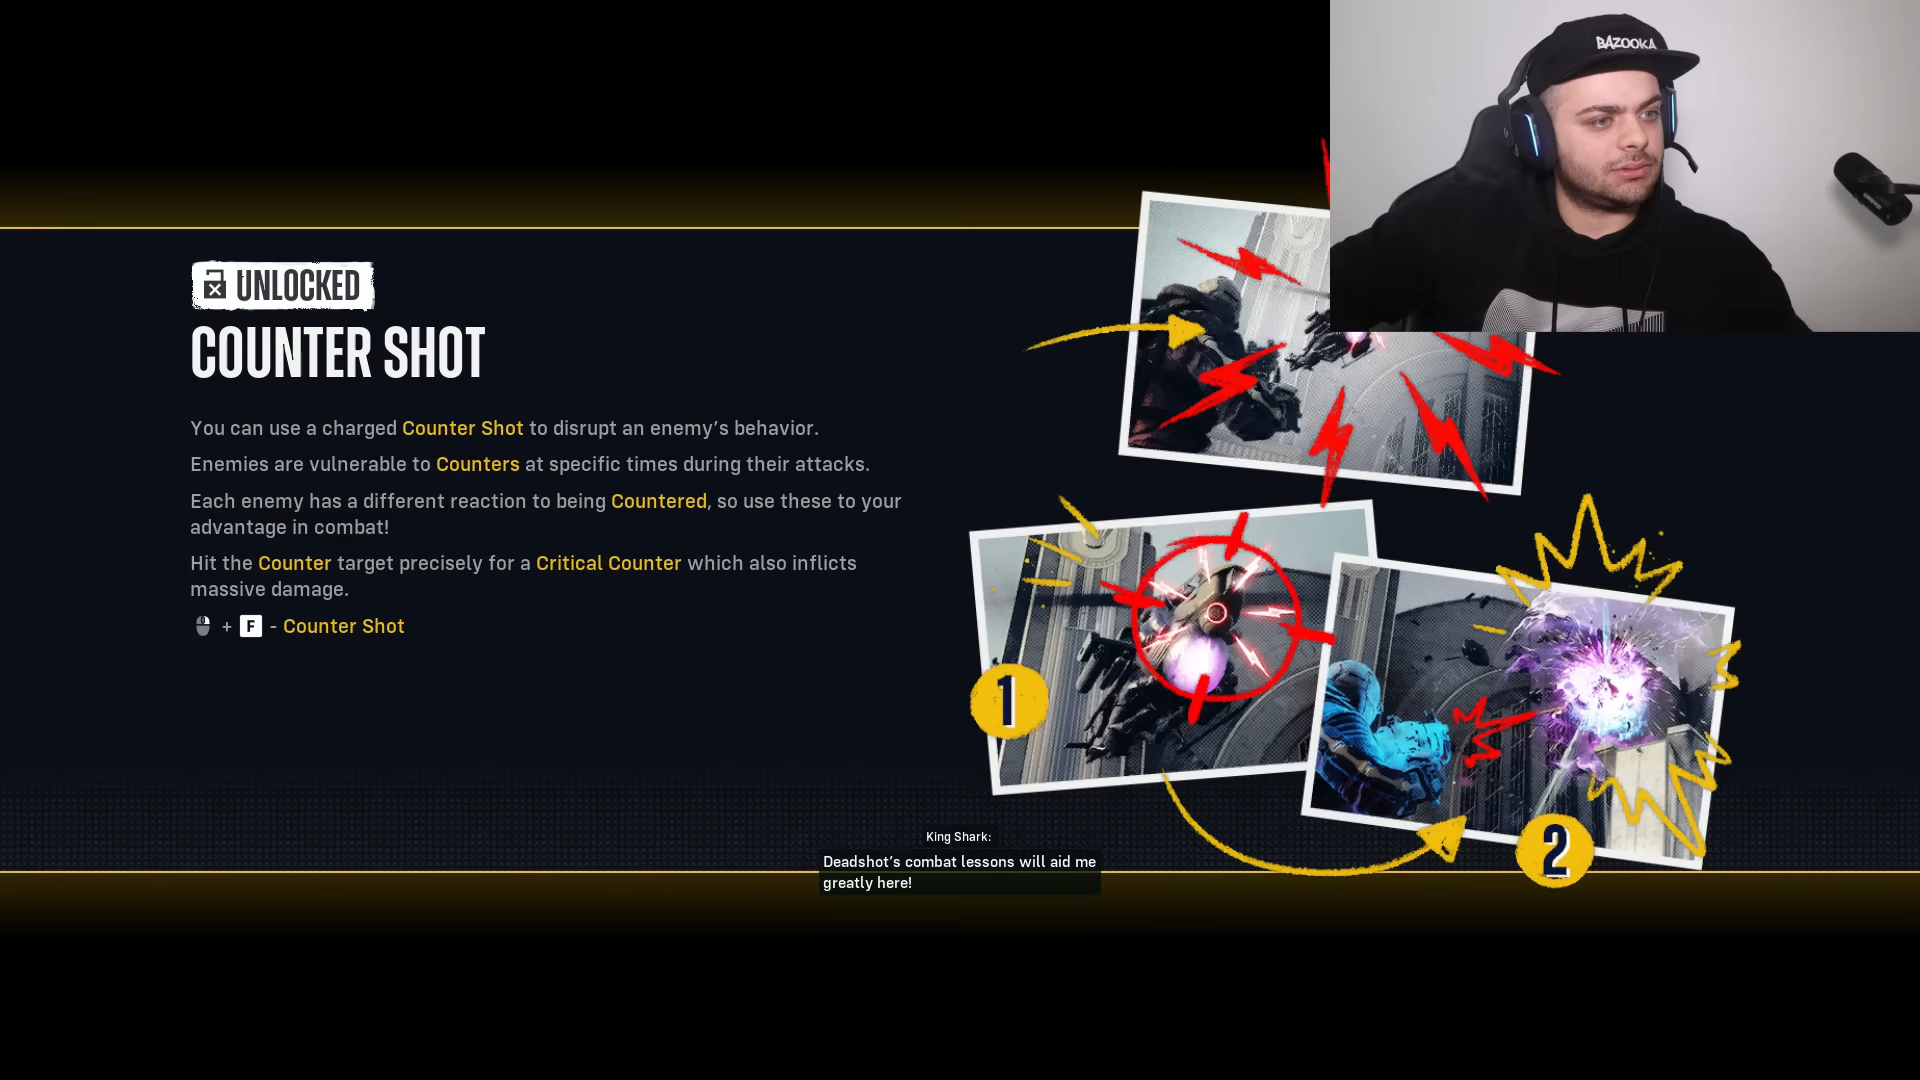 BAZOOKA
UNLOCKED
COUNTER SHOT
You can use a charged Counter Shot to disrupt an enemy's behavior.
Enemies are vulnerable to Counters at specific times during their attacks.
Each enemy has a different reaction to being Countered, so use these to your
advantage in combat!
Hit the Counter target precisely for a Critical Counter which also inflicts
massive damage.
+ F - Counter Shot
1
2
King Shark:
Deadshot's combat lessons will aid me
greatly here!